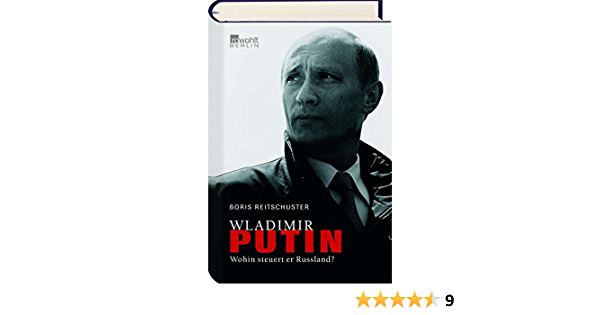 rowohlt
BERLIN
BORIS REITSCHUSTER
WLADIMIR
PUTIN
Wohin steuert er Russland?
9